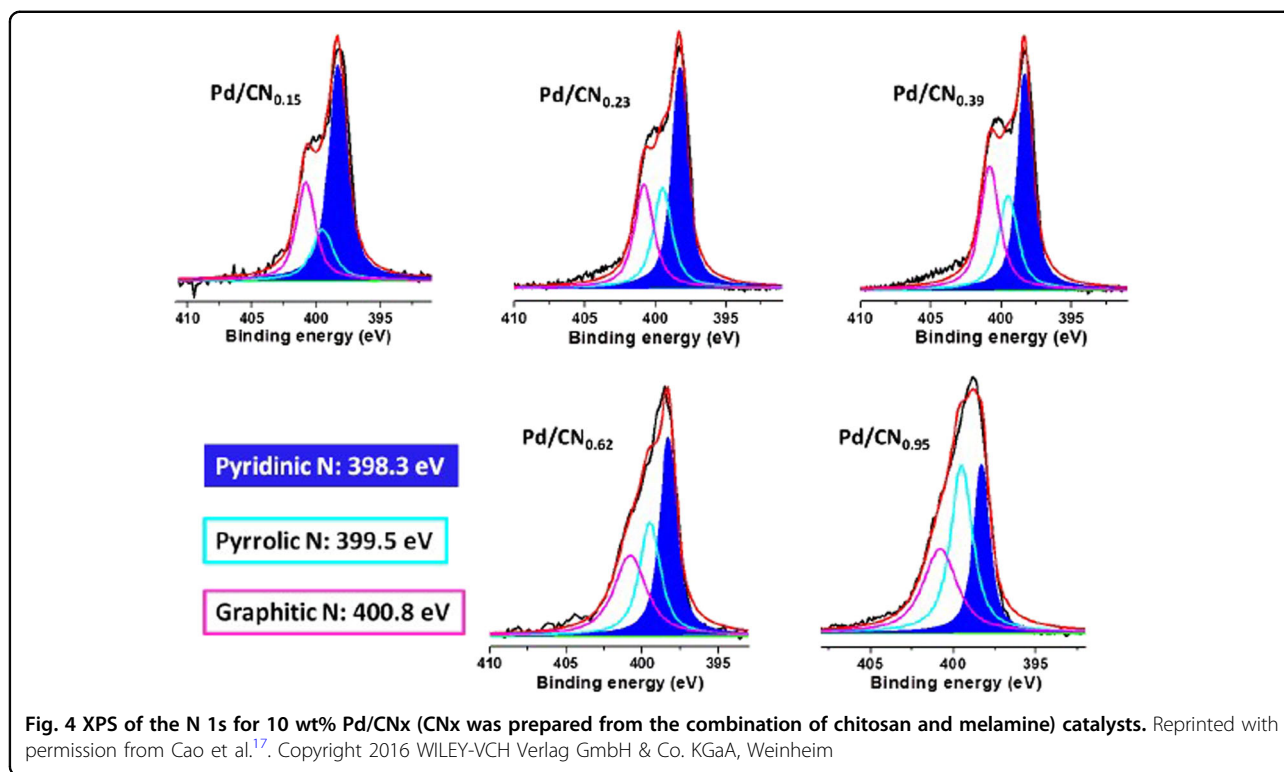 Pd/CN0.15
410 405 400 395
Binding energy (eV)
Pd/CN0.23
410 405 400 395
Binding energy (eV)
Pd/CN0.39
410 405 400 395
Binding energy (eV)
Pyridinic N: 398.3 eV
Pyrrolic N: 399.5 eV
Graphitic N: 400.8 eV
Pd/CN0.62
410 405 400 395
Binding energy (eV)
Pd/CN0.95
405 400 395
Binding energy (eV)
Fig. 4 XPS of the N 1s for 10 wt% Pd/CNx (CNx was prepared from the combination of chitosan and melamine) catalysts. Reprinted with
permission from Cao et al.17. Copyright 2016 WILEY-VCH Verlag GmbH & Co. KGaA, Weinheim